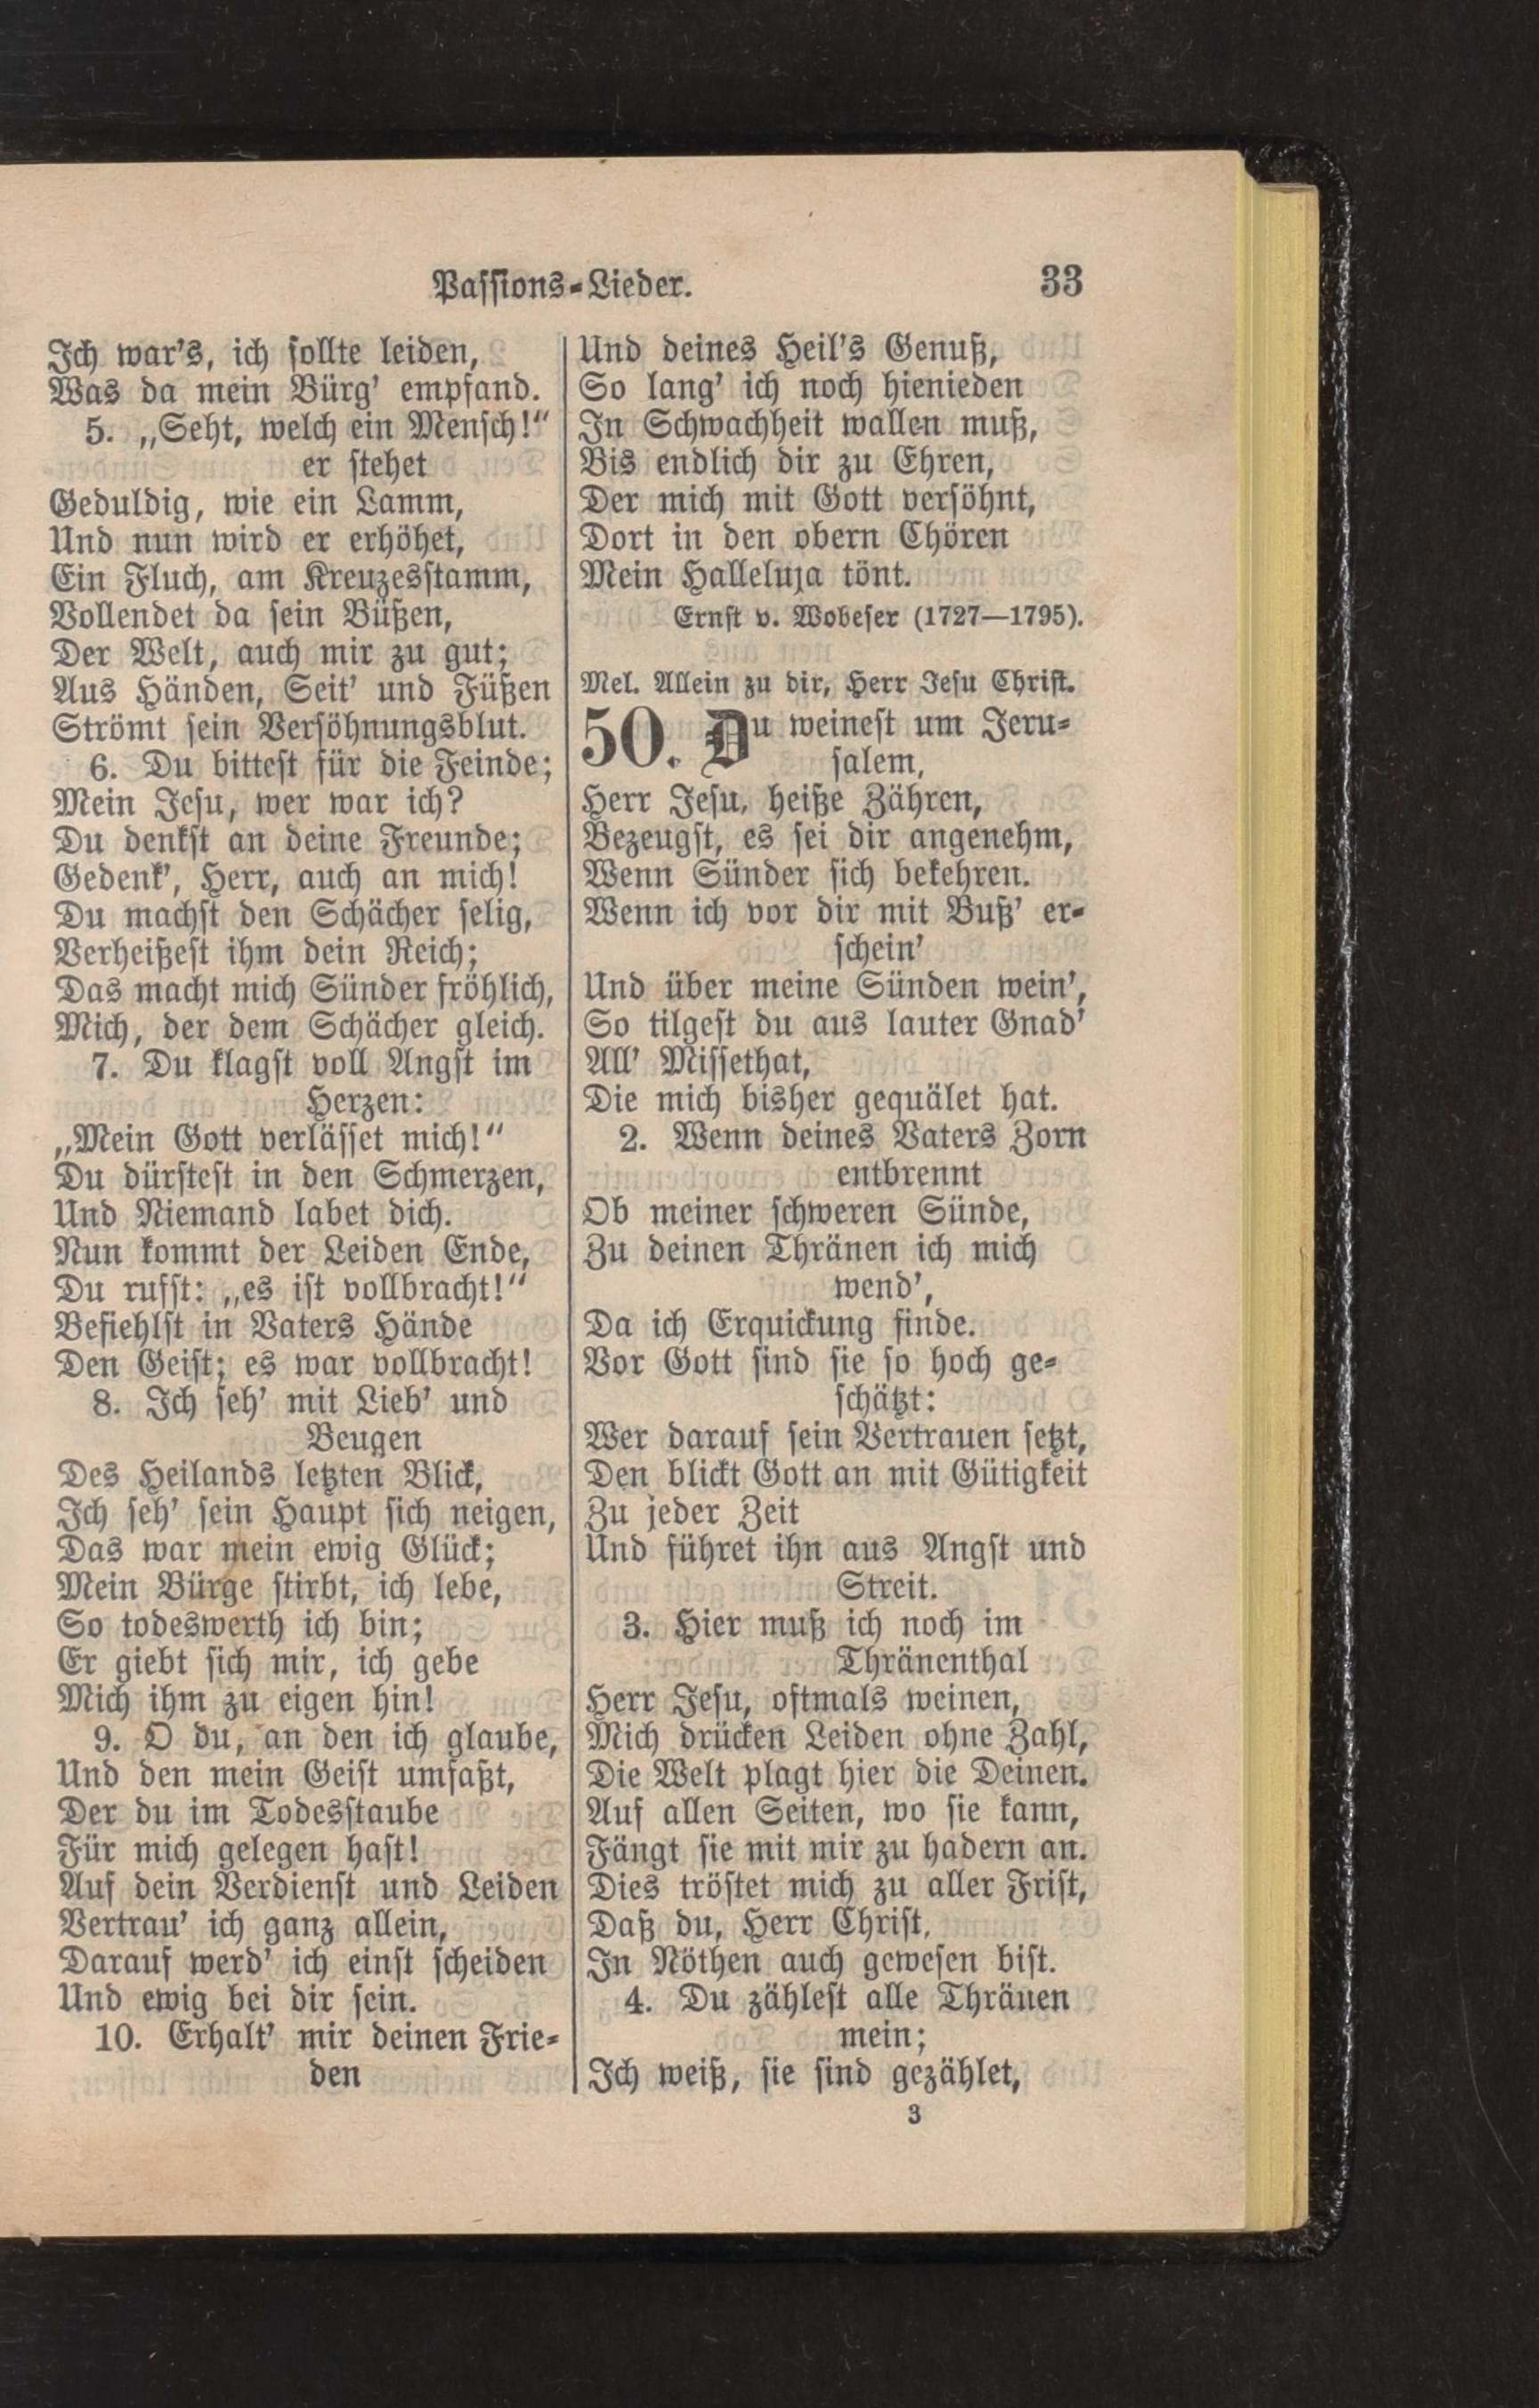 Passions-Lieder.
33
Ich war's, ich sollte leiden,
Was da mein Bürg' empfand.
5. „Seht, welch ein Mensch!“
er stehet
Geduldig, wie ein Lamm,
Und nun wird er erhöhet,
Ein Fluch, am Kreuzesstamm,
Vollendet da sein Büßen,
Der Welt, auch mir zu gut;
Aus Händen, Seit' und Füßen
Strömt sein Versöhnungsblut.
6. Du bittest für die Feinde;
Mein Jesu, wer war ich?
Du denkst an deine Freunde;
Gedenk', Herr, auch an mich!
Du machst den Schächer selig,
Verheißest ihm dein Reich;
Das macht mich Sünder fröhlich,
Mich, der dem Schächer gleich.
7. Du klagst voll Angst im
Herzen:
„Mein Gott verlässet mich!“
Du dürstest in den Schmerzen,
Und Niemand labet dich.
Nun kommt der Leiden Ende,
Du rufst: „es ist vollbracht!“
Befiehlst in Vaters Hände
Den Geist; es war vollbracht!
8. Ich seh' mit Lieb' und
Beugen
Des Heilands letzten Blick,
Ich seh' sein Haupt sich neigen,
Das war mein ewig Glück;
Mein Bürge stirbt, ich lebe,
So todeswerth ich bin;
Er giebt sich mir, ich gebe
Mich ihm zu eigen hin!
9. O du, an den ich glaube,
Und den mein Geist umfaßt,
Der du im Todesstaube
Für mich gelegen hast!
Auf dein Verdienst und Leiden
Vertrau' ich ganz allein,
Darauf werd' ich einst scheiden
Und ewig bei dir sein.
10. Erhalt' mir deinen Frie-
den
Und deines Heil's Genuß,
So lang' ich noch hienieden
In Schwachheit wallen muß,
Bis endlich dir zu Ehren,
Der mich mit Gott versöhnt,
Dort in den obern Chören
Mein Halleluja tönt.
Ernst v. Wobeser (1727—1795).
Mel. Allein zu dir, Herr Jesu Christ.
50. Du weinest um Jeru-
salem,
Herr Jesu, heiße Zähren,
Bezeugst, es sei dir angenehm,
Wenn Sünder sich bekehren.
Wenn ich vor dir mit Buß' er-
schein'
Und über meine Sünden wein',
So tilgest du aus lauter Gnad'
All' Missethat,
Die mich bisher gequälet hat.
2. Wenn deines Vaters Zorn
entbrennt
Ob meiner schweren Sünde,
Zu deinen Thränen ich mich
wend',
Da ich Erquickung finde.
Vor Gott sind sie so hoch ge-
schätzt:
Wer darauf sein Vertrauen setzt,
Den blickt Gott an mit Gütigkeit
Zu jeder Zeit
Und führet ihn aus Angst und
Streit.
3. Hier muß ich noch im
Thränenthal
Herr Jesu, oftmals weinen,
Mich drücken Leiden ohne Zahl,
Die Welt plagt hier die Deinen.
Auf allen Seiten, wo sie kann,
Fängt sie mit mir zu hadern an.
Dies tröstet mich zu aller Frist,
Daß du, Herr Christ,
In Nöthen auch gewesen bist.
4. Du zählest alle Thränen
mein;
Ich weiß, sie sind gezählet,
3